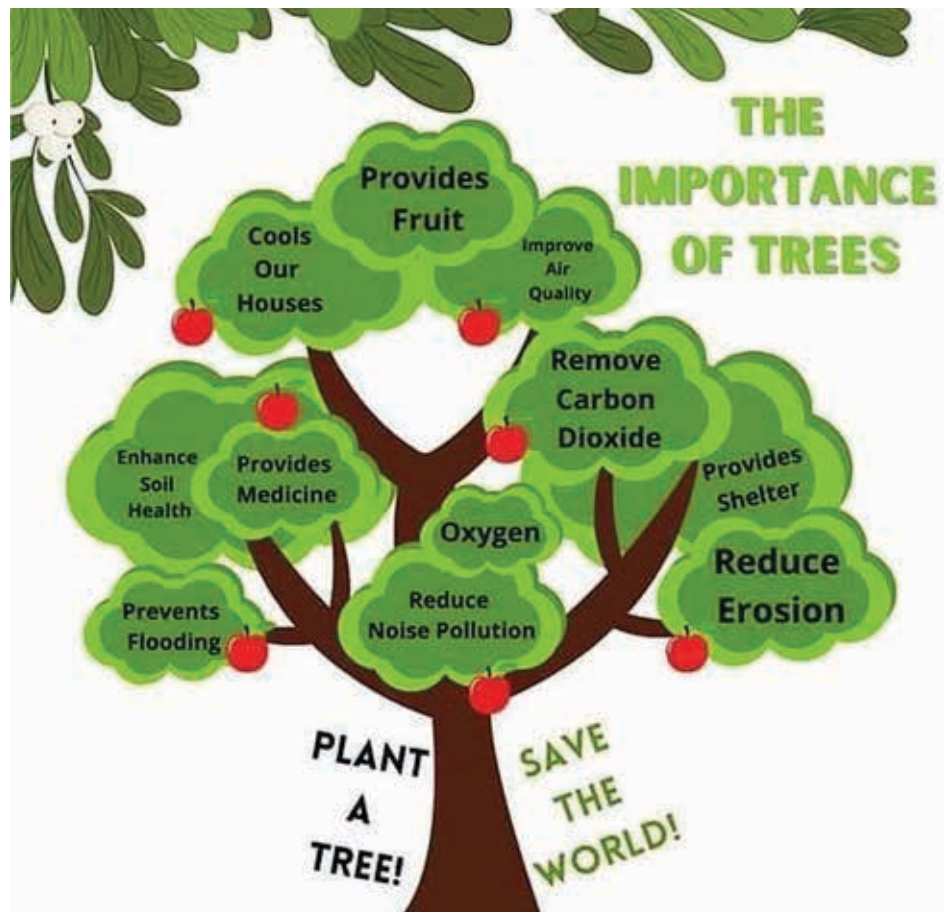 THE
IMPORTANCE
OF TREES
Provides
Fruit
Cools
Our
Houses
Improve
Air
Quality
Remove
Carbon
Dioxide
Enhance
Soil
Health
Provides
Medicine
Provides
Shelter
Oxygen
Reduce
Erosion
Prevents
Flooding
Reduce
Noise Pollution
PLANT
A
TREE!
SAVE
THE
WORLD!